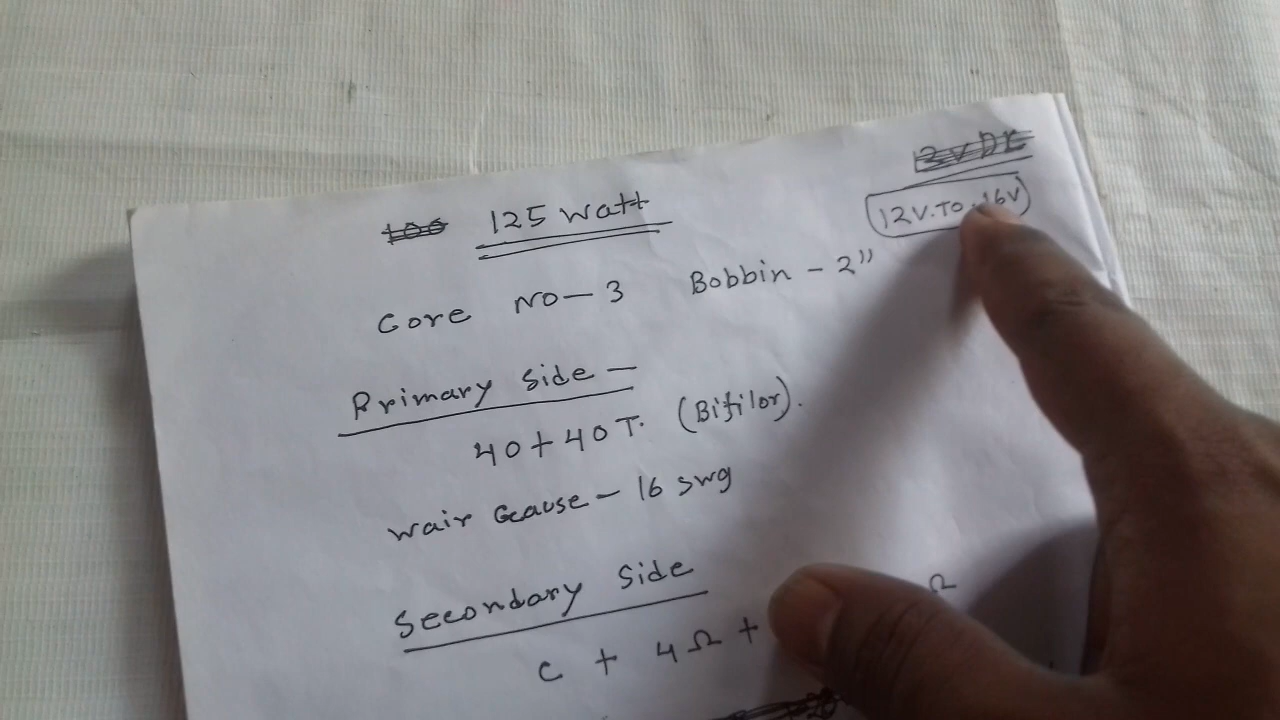 125 Watt
12V.TO.16V
Core NO-3 Bobbin - 2"
Primary Side -
40+40T. (Bifilor).
Wair Geause - 16 swg
Secondary Side
C + 4Ω + Ω